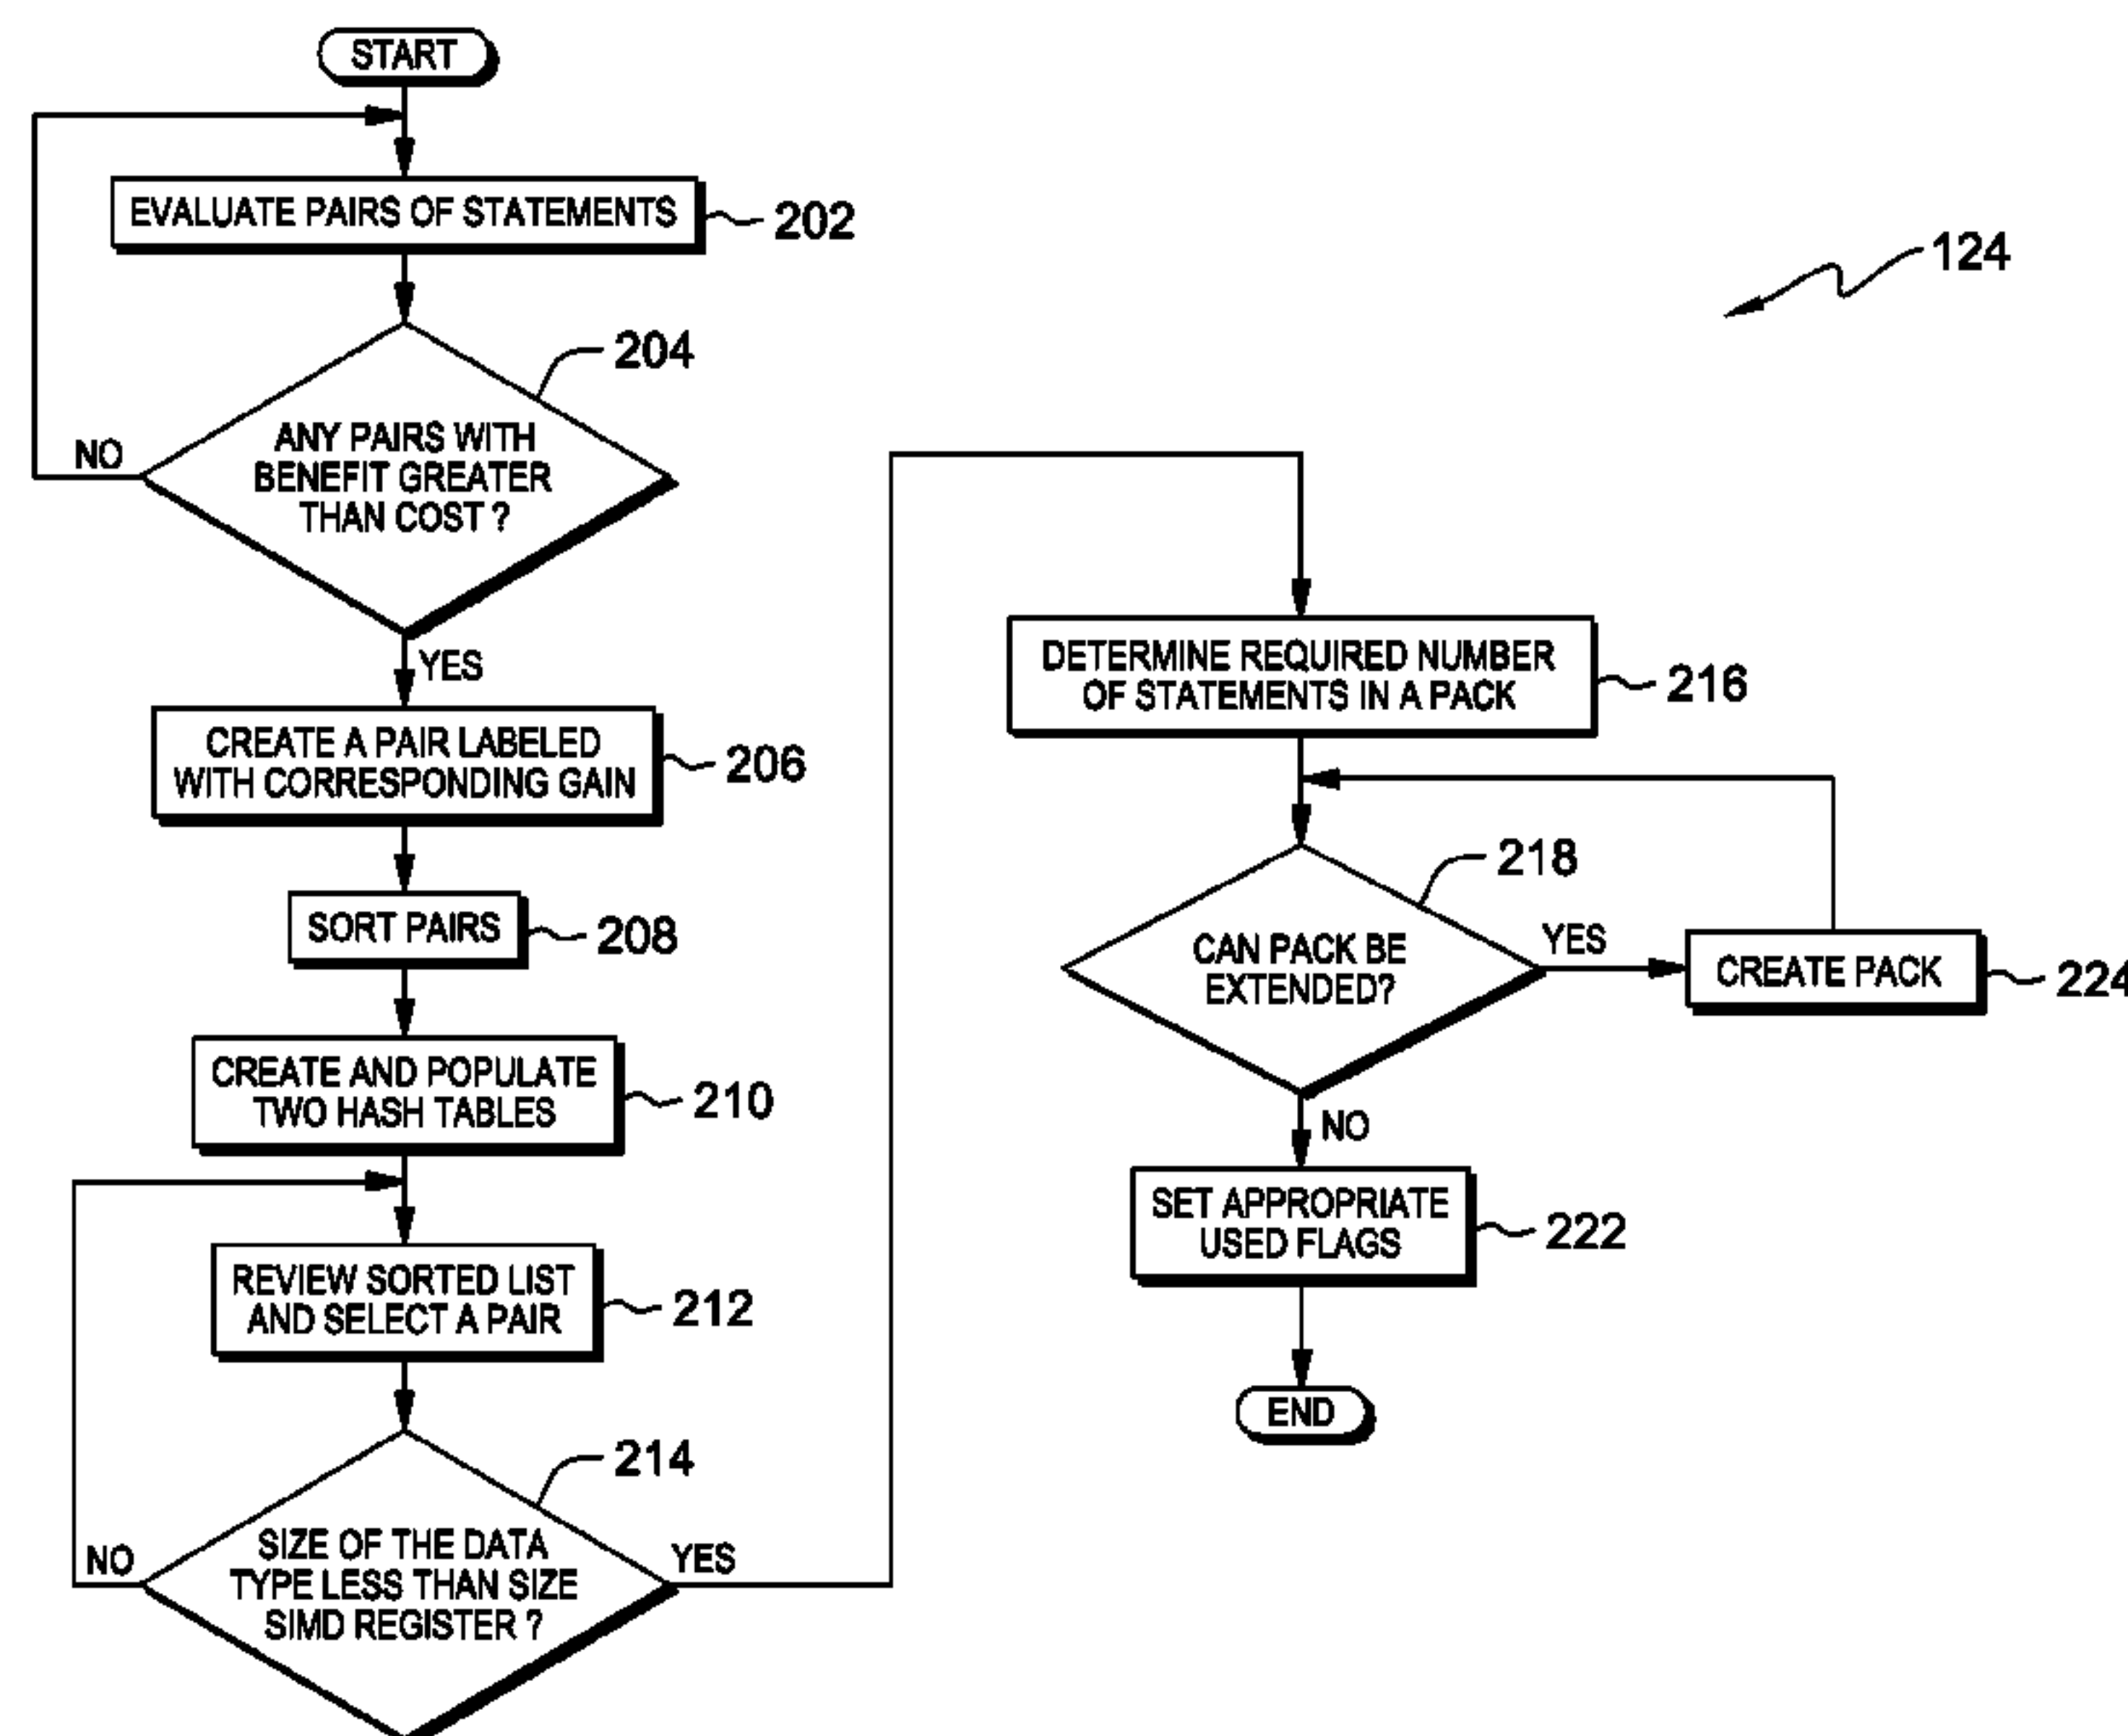 START
EVALUATE PAIRS OF STATEMENTS
202
124
204
ANY PAIRS WITH
BENEFIT GREATER
THAN COST ?
NO
YES
CREATE A PAIR LABELED
WITH CORRESPONDING GAIN
206
SORT PAIRS
208
CREATE AND POPULATE
TWO HASH TABLES
210
REVIEW SORTED LIST
AND SELECT A PAIR
212
214
SIZE OF THE DATA
TYPE LESS THAN SIZE
SIMD REGISTER ?
NO
YES
DETERMINE REQUIRED NUMBER
OF STATEMENTS IN A PACK
216
218
CAN PACK BE
EXTENDED?
YES
CREATE PACK
224
NO
SET APPROPRIATE
USED FLAGS
222
END